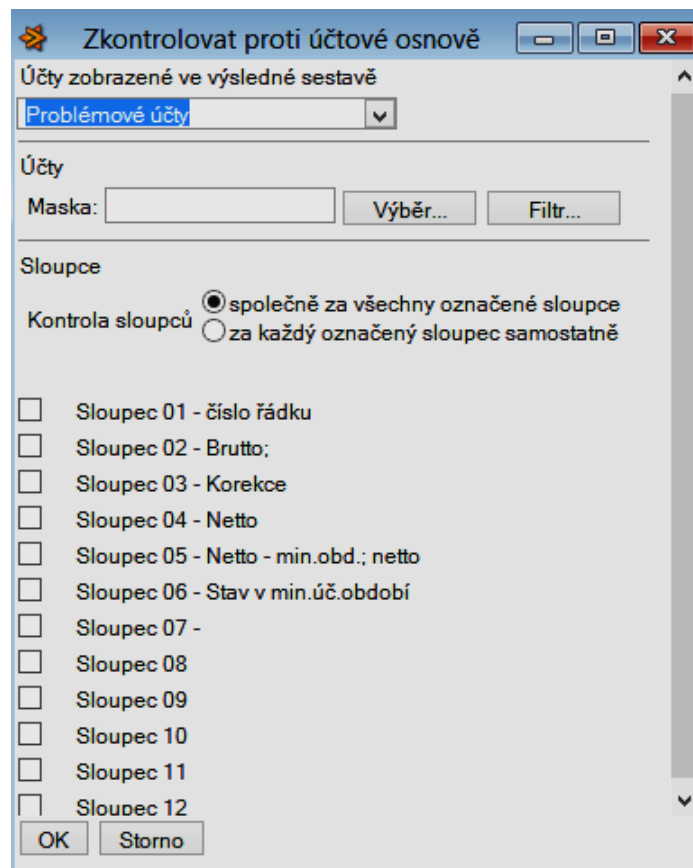 Zkontrolovat proti účtové osnově
Účty zobrazené ve výsledné sestavě
Problémové účty
Účty
Maska: Výběr... Filtr...
Sloupce
Kontrola sloupců
společně za všechny označené sloupce
za každý označený sloupec samostatně
Sloupec 01 - číslo řádku
Sloupec 02 - Brutto;
Sloupec 03 - Korekce
Sloupec 04 - Netto
Sloupec 05 - Netto - min.obd.; netto
Sloupec 06 - Stav v min.úč.období
Sloupec 07 -
Sloupec 08
Sloupec 09
Sloupec 10
Sloupec 11
Sloupec 12
OK Storno